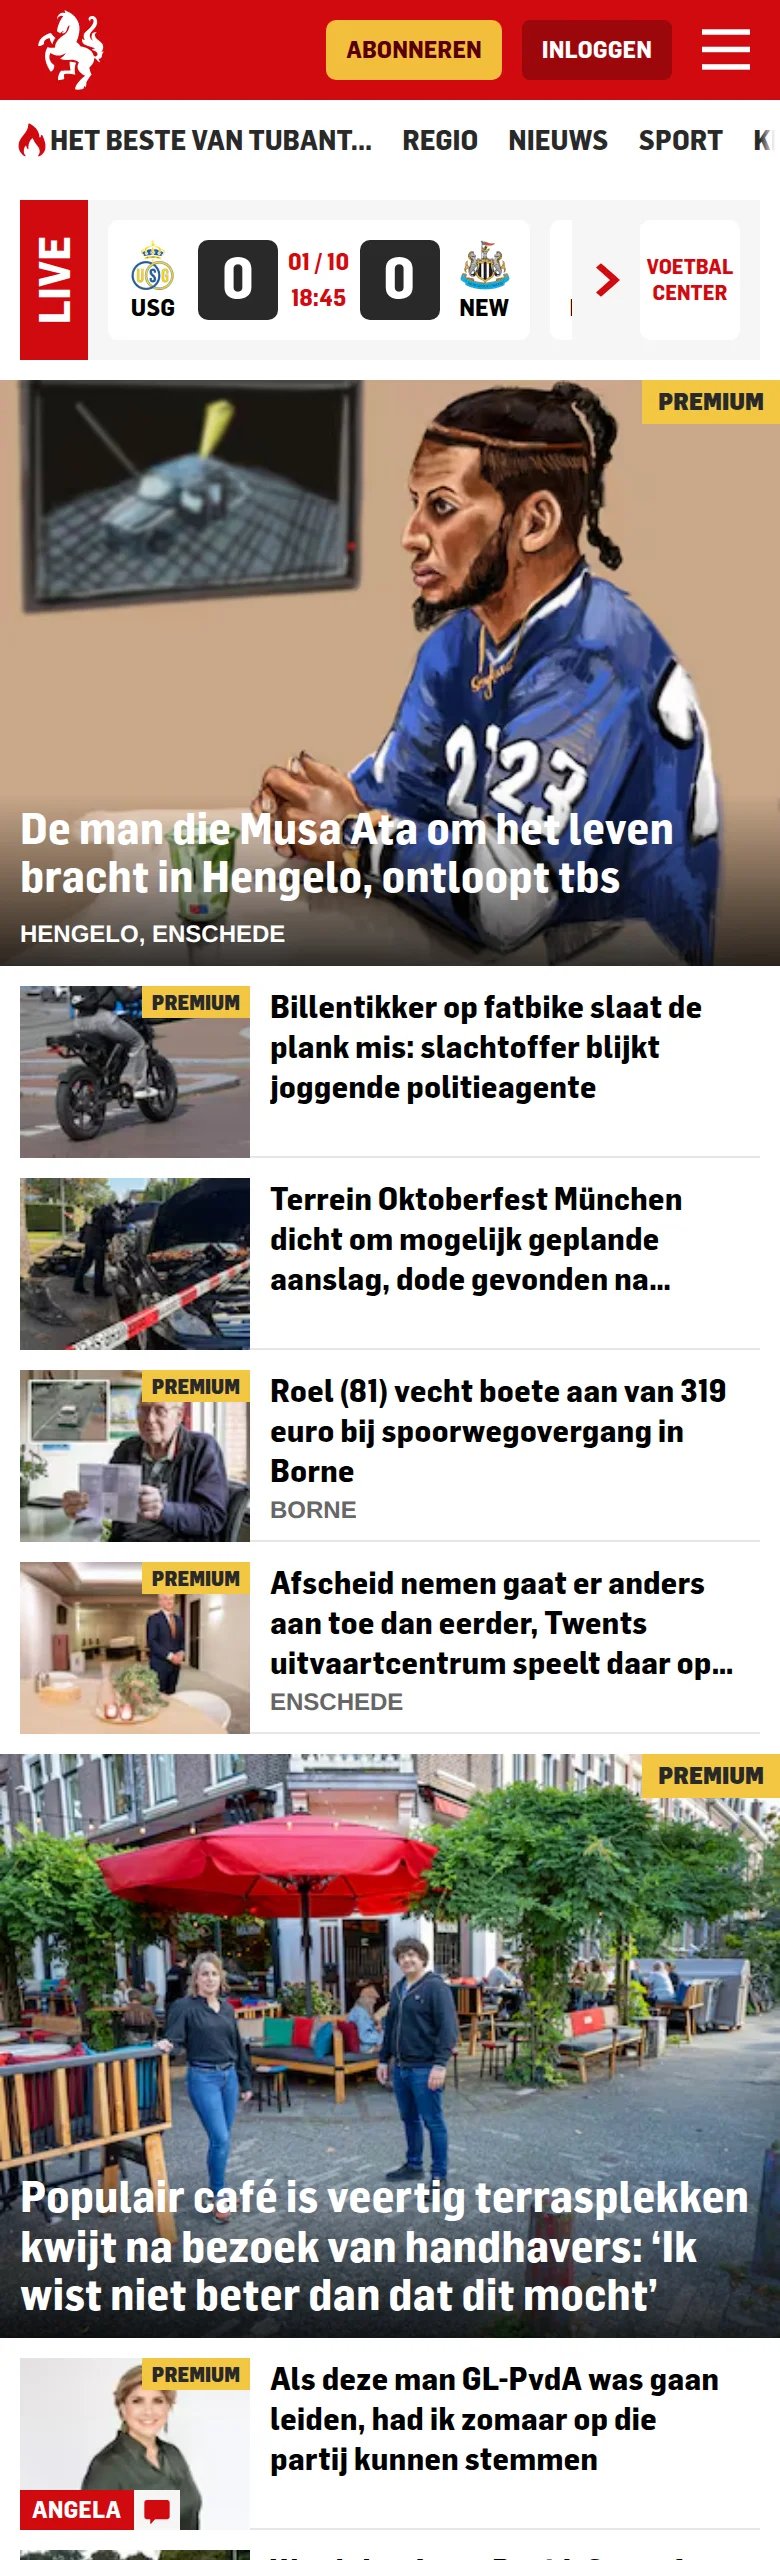 ABONNEREN
INLOGGEN
HET BESTE VAN TUBANT...
REGIO
NIEUWS
SPORT
LIVE
USG
0
01 / 10
18:45
0
NEW
VOETBAL
CENTER
PREMIUM
De man die Musa Ata om het leven
bracht in Hengelo, ontloopt tbs
HENGELO, ENSCHEDE
PREMIUM
Billentikker op fatbike slaat de
plank mis: slachtoffer blijkt
joggende politieagente
Terrein Oktoberfest München
dicht om mogelijk geplande
aanslag, dode gevonden na...
PREMIUM
Roel (81) vecht boete aan van 319
euro bij spoorwegovergang in
Borne
BORNE
PREMIUM
Afscheid nemen gaat er anders
aan toe dan eerder, Twents
uitvaartcentrum speelt daar op...
ENSCHEDE
PREMIUM
Populair café is veertig terrasplekken
kwijt na bezoek van handhavers: ‘Ik
wist niet beter dan dat dit mocht’
PREMIUM
Als deze man GL-PvdA was gaan
leiden, had ik zomaar op die
partij kunnen stemmen
ANGELA